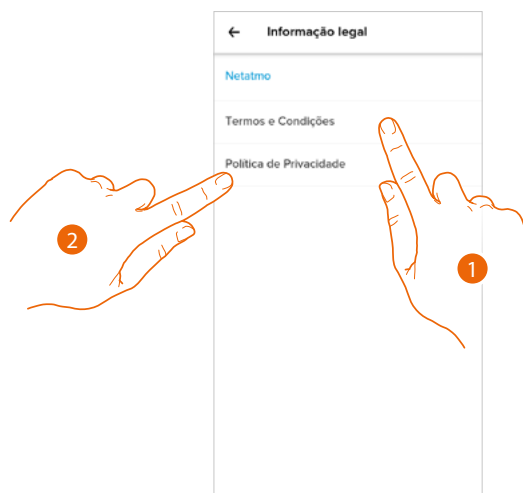 Informação legal
Netatmo
Termos e Condições
Política de Privacidade
2
1